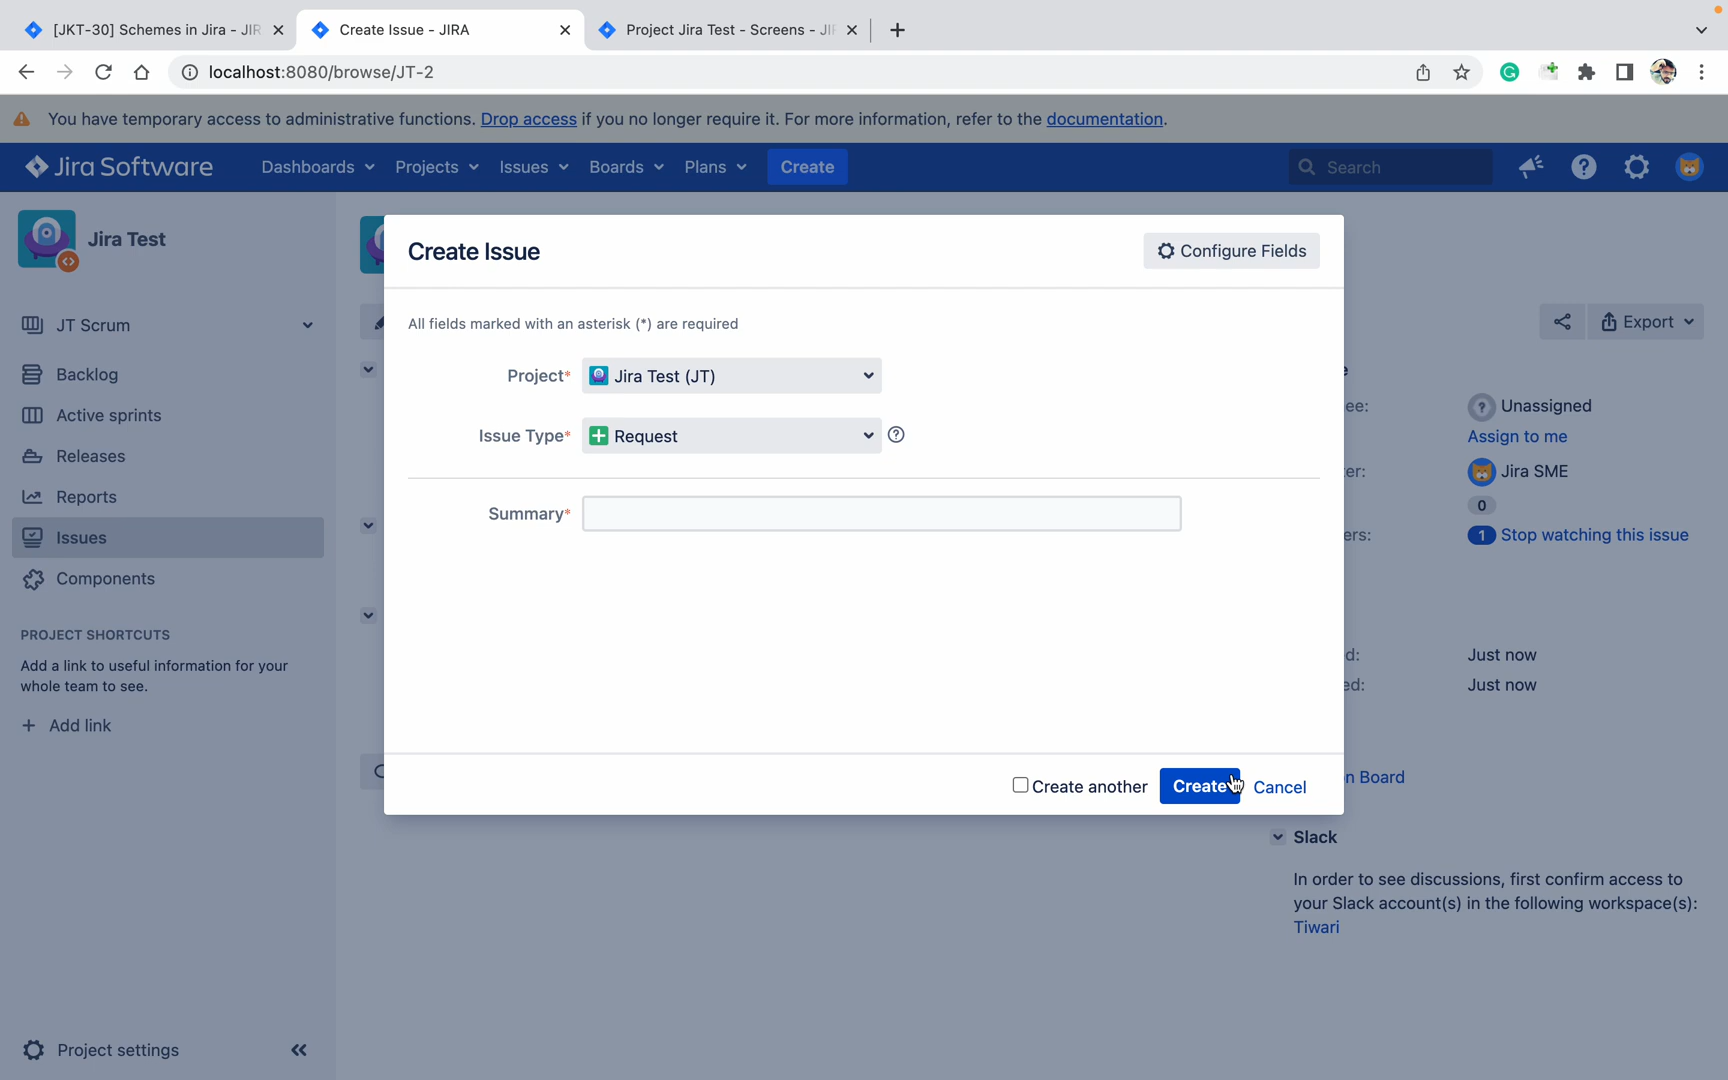 [JKT-30] Schemes in Jira - JIR
Create Issue - JIRA
Project Jira Test - Screens - JIR
localhost:8080/browse/JT-2
You have temporary access to administrative functions. Drop access if you no longer require it. For more information, refer to the documentation.
Jira Software
Dashboards
Projects
Issues
Boards
Plans
Create
Search
Jira Test
JT Scrum
Backlog
Active sprints
Releases
Reports
Issues
Components
PROJECT SHORTCUTS
Add a link to useful information for your
whole team to see.
+ Add link
Project settings
Create Issue
Configure Fields
All fields marked with an asterisk (*) are required
Project*
Jira Test (JT)
Issue Type*
Request
Summary*
Create another
Create
Cancel
Export
e
ee:
Unassigned
Assign to me
er:
Jira SME
0
ers:
1 Stop watching this issue
d:
Just now
ed:
Just now
n Board
Slack
In order to see discussions, first confirm access to
your Slack account(s) in the following workspace(s):
Tiwari